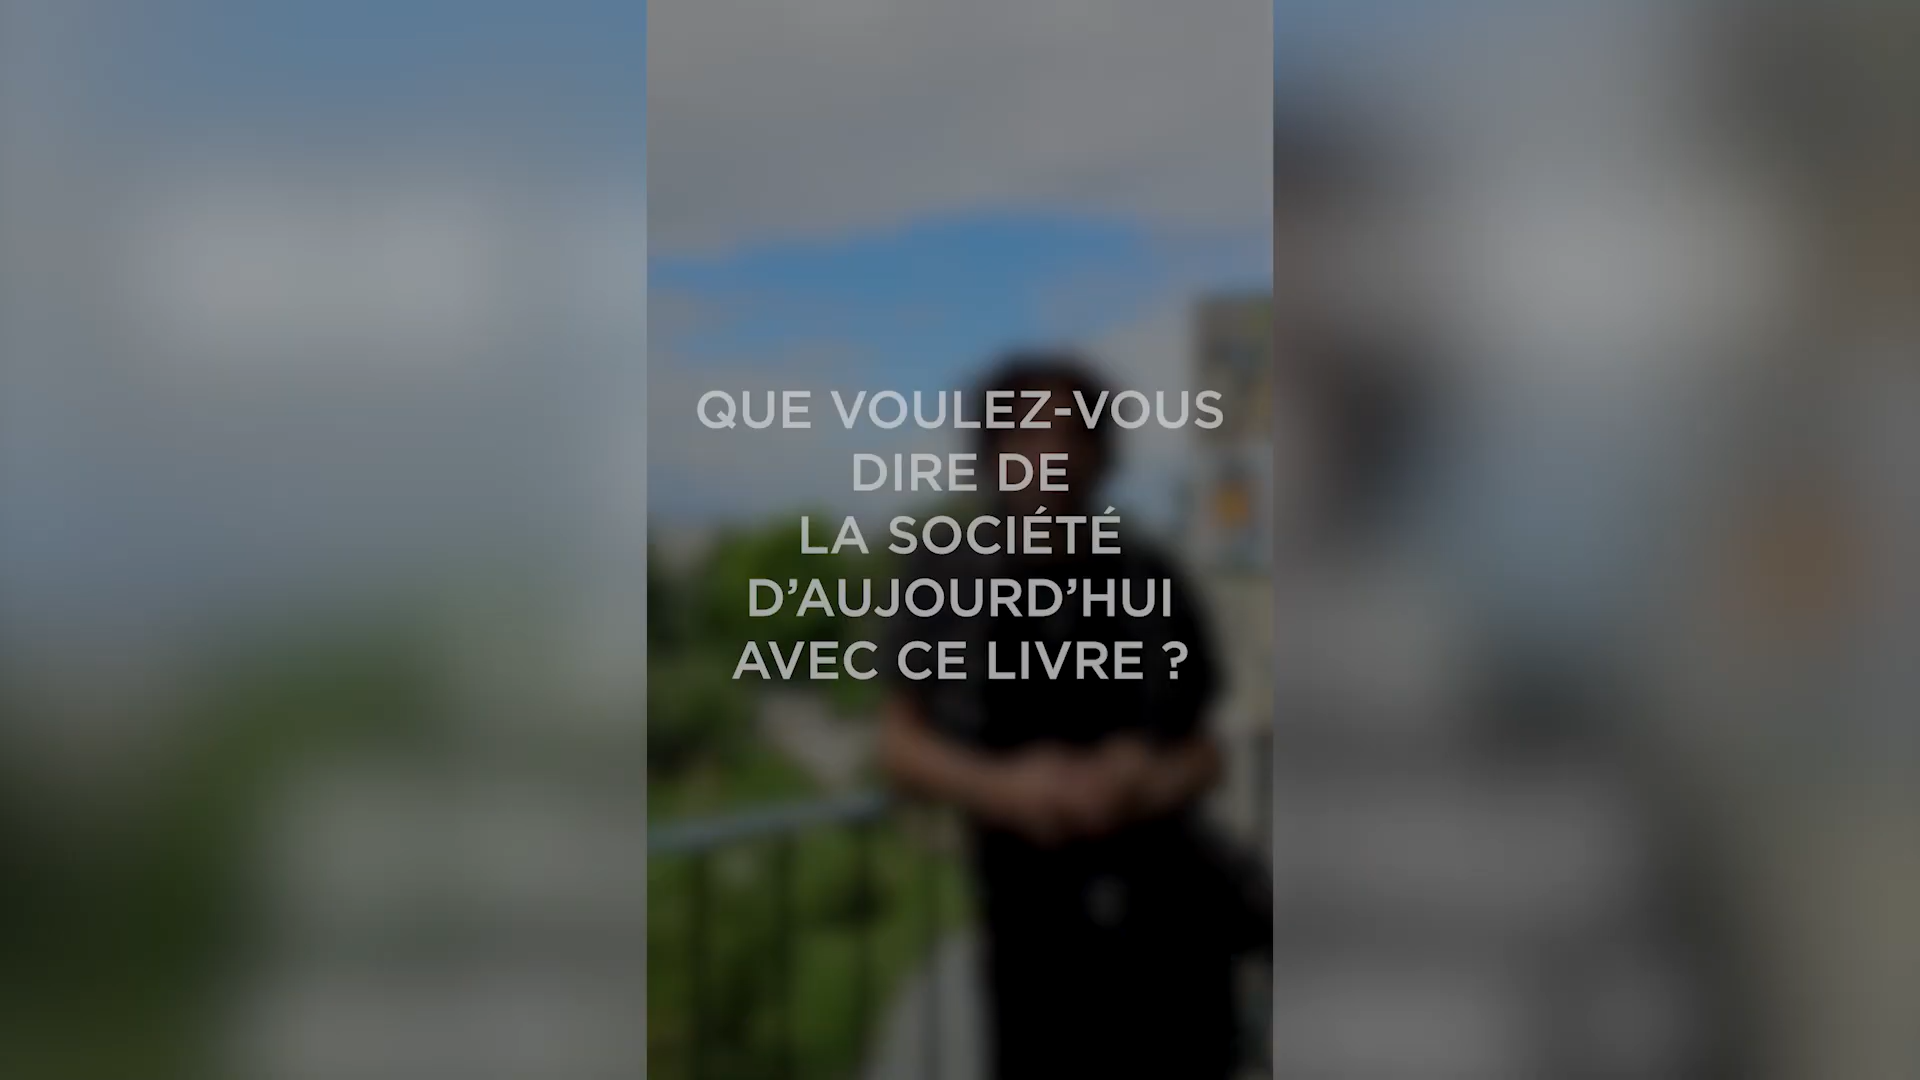 QUE VOULEZ-VOUS
DIRE DE
LA SOCIÉTÉ
D’AUJOURD’HUI
AVEC CE LIVRE ?